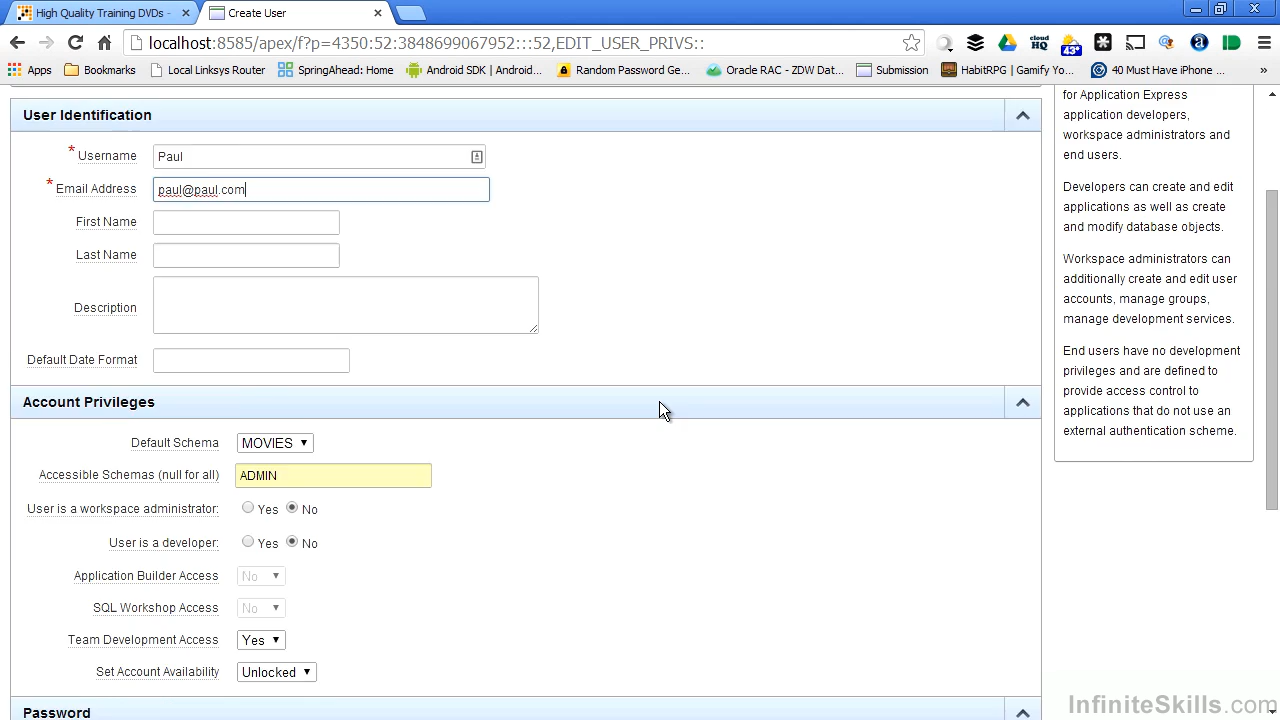 High Quality Training DVDs -
Create User
localhost:8585/apex/f?p=4350:52:3848699067952:::52,EDIT_USER_PRIVS::
cloud
HQ
43°
Apps
Bookmarks
Local Linksys Router
SpringAhead: Home
Android SDK | Android...
Random Password Ge...
Oracle RAC - ZDW Dat...
Submission
HabitRPG | Gamify Yo...
40 Must Have iPhone ...
»
User Identification
* Username
Paul
* Email Address
paul@paul.com
First Name
Last Name
Description
Default Date Format
Account Privileges
Default Schema
MOVIES
Accessible Schemas (null for all)
ADMIN
User is a workspace administrator:
Yes No
User is a developer:
Yes No
Application Builder Access
No
SQL Workshop Access
No
Team Development Access
Yes
Set Account Availability
Unlocked
Password
for Application Express
application developers,
workspace administrators and
end users.
Developers can create and edit
applications as well as create
and modify database objects.
Workspace administrators can
additionally create and edit user
accounts, manage groups,
manage development services.
End users have no development
privileges and are defined to
provide access control to
applications that do not use an
external authentication scheme.
InfiniteSkills.com